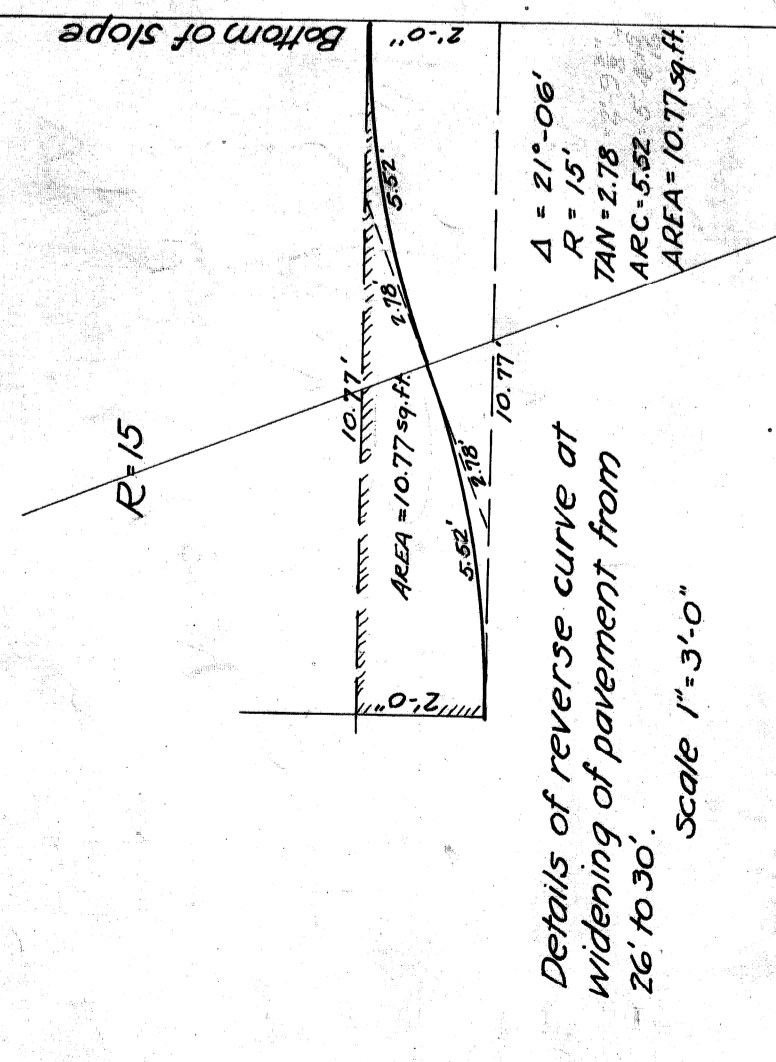 Bottom of slope
2'-0"
R=15
10.77'
5.52'
2.78'
AREA = 10.77 sq.ft.
2.78'
5.52'
10.77'
2'-0"
Δ = 21°-06'
R = 15'
TAN = 2.78
ARC = 5.52
AREA = 10.77 sq.ft.
Details of reverse curve at
widening of pavement from
26' to 30'.
Scale 1" = 3'-0"